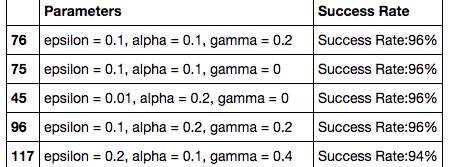 Parameters Success Rate
76 epsilon = 0.1, alpha = 0.1, gamma = 0.2 Success Rate:96%
75 epsilon = 0.1, alpha = 0.1, gamma = 0 Success Rate:96%
45 epsilon = 0.01, alpha = 0.2, gamma = 0 Success Rate:96%
96 epsilon = 0.1, alpha = 0.2, gamma = 0.2 Success Rate:96%
117 epsilon = 0.2, alpha = 0.1, gamma = 0.4 Success Rate:94%